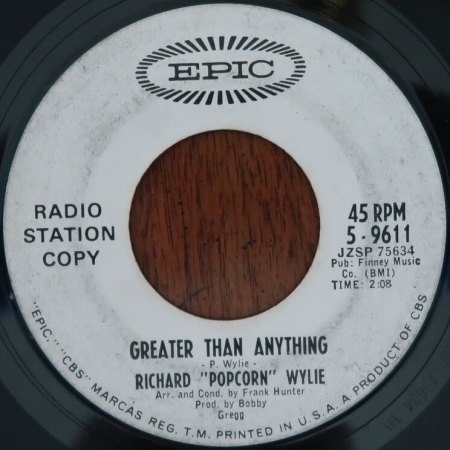 EPIC
RADIO
STATION
COPY
45 RPM
5-9611
JZSP 75634
Pub: Finney Music
Co. (BMI)
TIME: 2:08
GREATER THAN ANYTHING
- P. Wylie -
RICHARD "POPCORN" WYLIE
Arr. and Cond. by Frank Hunter
Prod. by Bobby
Gregg
"EPIC," "CBS" MARCAS REG. T.M. PRINTED IN U.S.A. A PRODUCT OF CBS